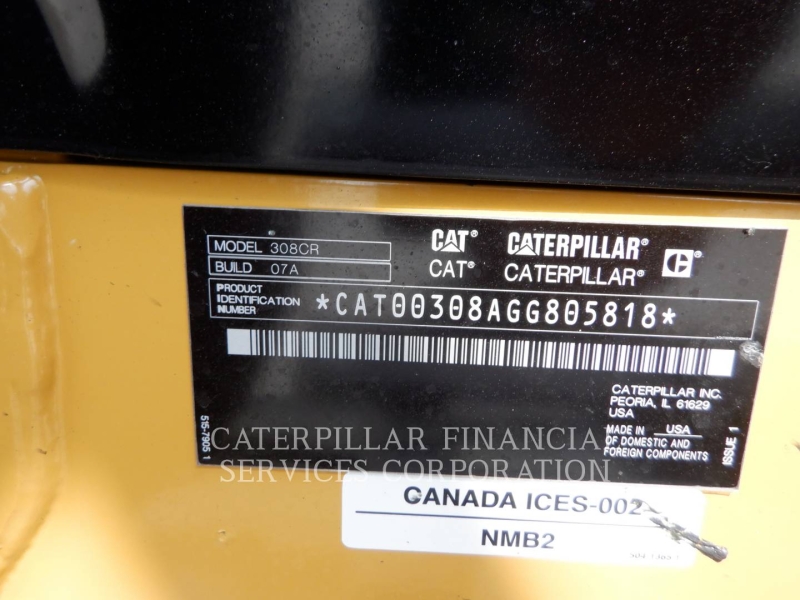 MODEL 308CR
BUILD 07A
CAT® CATERPILLAR® C
CAT® CATERPILLAR®
PRODUCT
IDENTIFICATION
NUMBER
*CAT00308AGG805818*
CATERPILLAR INC.
PEORIA, IL 61629
USA
MADE IN USA
OF DOMESTIC AND
FOREIGN COMPONENTS
ISSUE 1
515-7905 1
CATERPILLAR FINANCIAL
SERVICES CORPORATION
CANADA ICES-002
NMB2